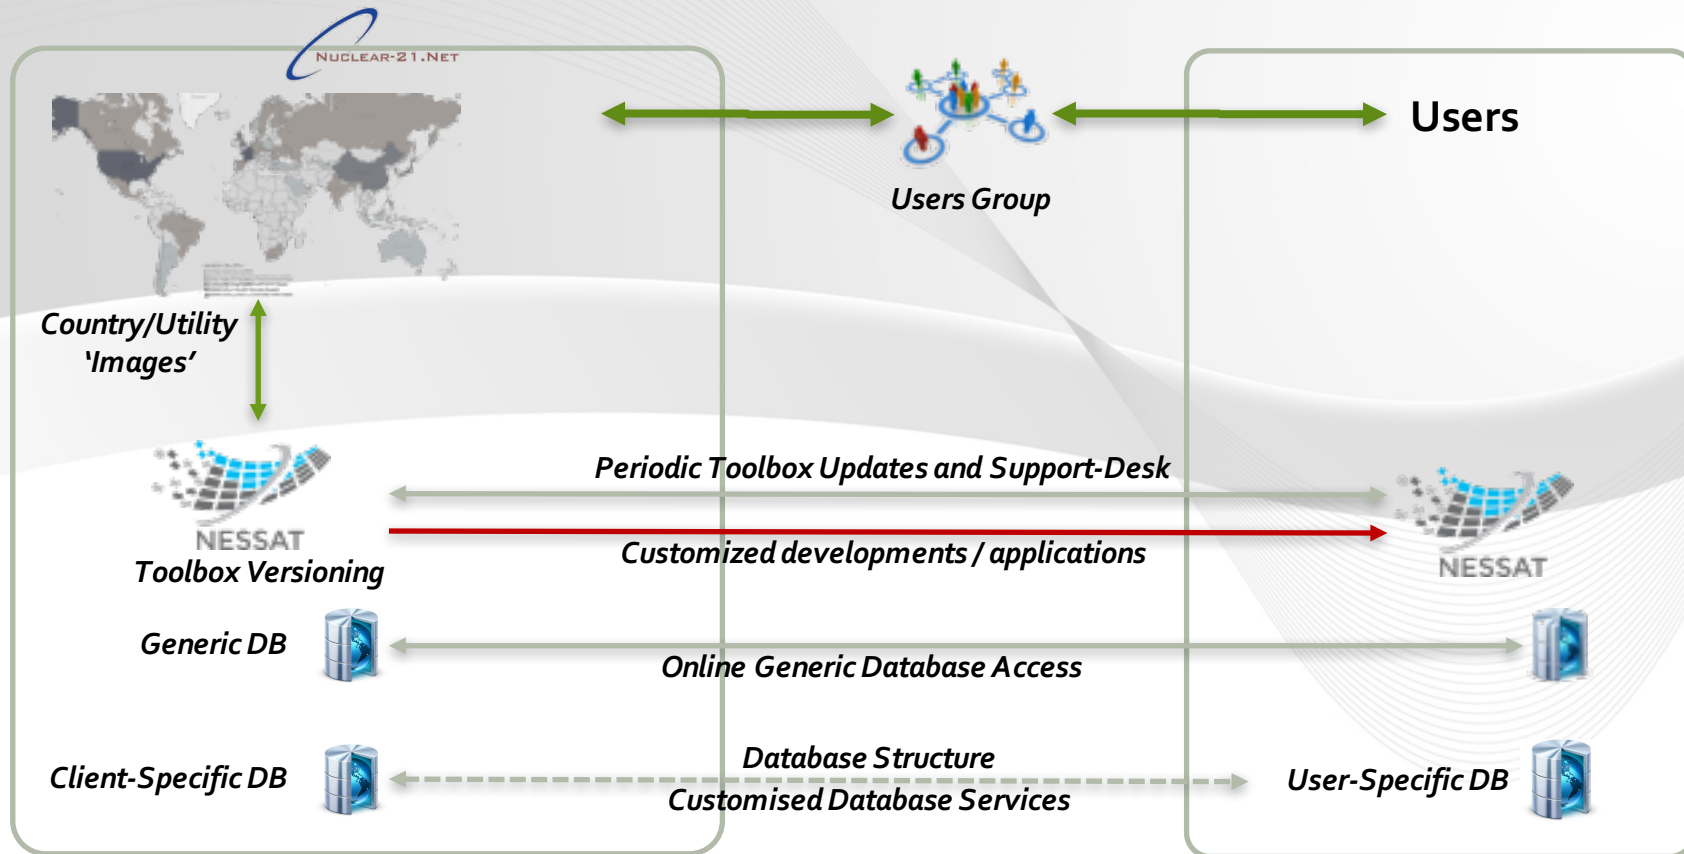 NUCLEAR-21.NET
Users
Users Group
Country/Utility
‘Images’
Periodic Toolbox Updates and Support-Desk
NESSAT
Toolbox Versioning
Customized developments / applications
NESSAT
Generic DB
Online Generic Database Access
Client-Specific DB
Database Structure
Customised Database Services
User-Specific DB